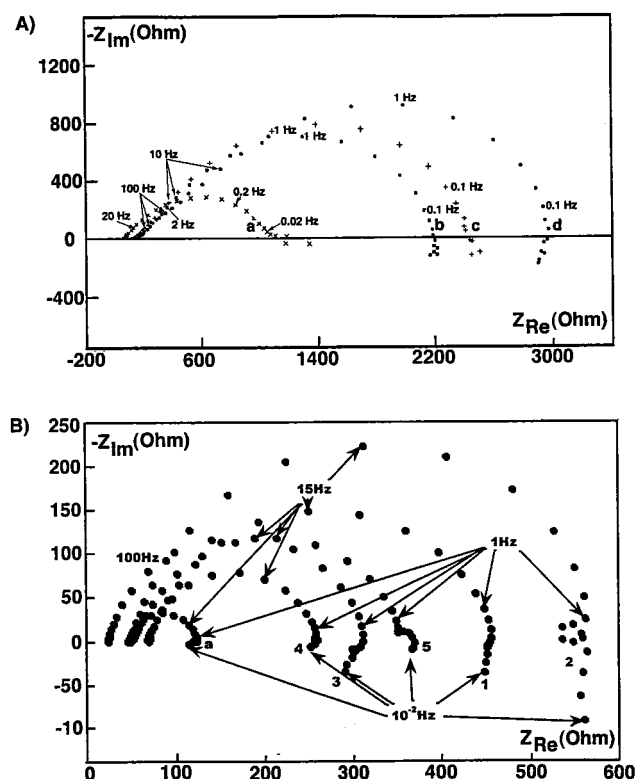 A)
-ZIm(Ohm)
1200
800
400
0
-400
1 Hz
1 Hz
1 Hz
10 Hz
100 Hz
20 Hz
2 Hz
0.2 Hz
0.02 Hz
0.1 Hz
0.1 Hz
0.1 Hz
a
b
c
d
ZRe(Ohm)
-200
600
1400
2200
3000
B)
-ZIm(Ohm)
250
200
150
100
50
0
-50
-10
15Hz
100Hz
1Hz
a
4
3
5
1
2
10-2Hz
ZRe(Ohm)
0
100
200
300
400
500
600